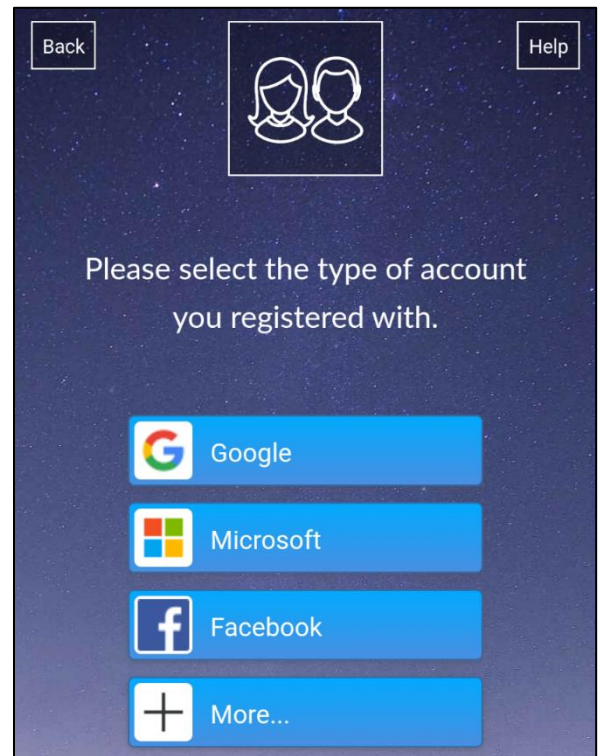 Back
Help
Please select the type of account
you registered with.
Google
Microsoft
Facebook
More...